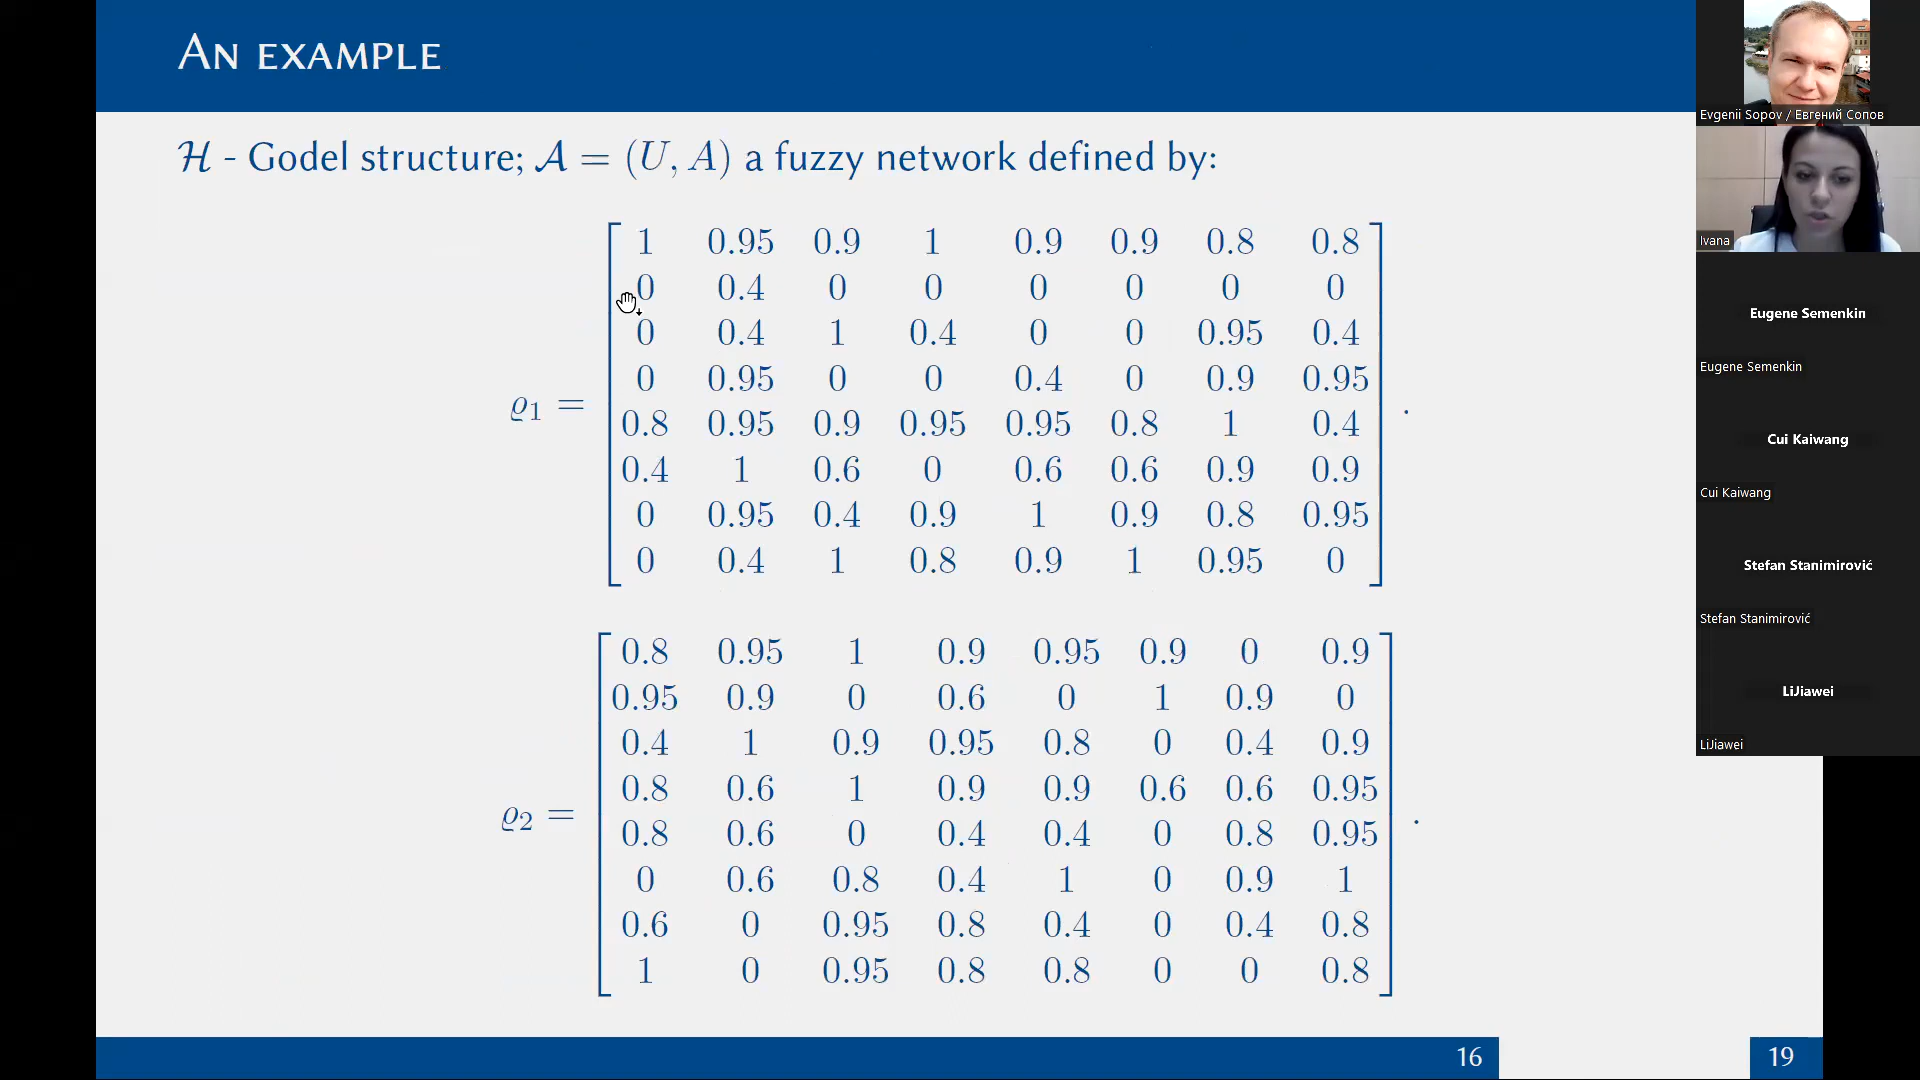 AN EXAMPLE
ℋ - Godel structure; 𝒜 = (U, A) a fuzzy network defined by:
1 0.95 0.9 1 0.9 0.9 0.8 0.8
0 0.4 0 0 0 0 0 0
0 0.4 1 0.4 0 0 0.95 0.4
0 0.95 0 0 0.4 0 0.9 0.95
ϱ1 =
0.8 0.95 0.9 0.95 0.95 0.8 1 0.4
.
0.4 1 0.6 0 0.6 0.6 0.9 0.9
0 0.95 0.4 0.9 1 0.9 0.8 0.95
0 0.4 1 0.8 0.9 1 0.95 0
0.8 0.95 1 0.9 0.95 0.9 0 0.9
0.95 0.9 0 0.6 0 1 0.9 0
0.4 1 0.9 0.95 0.8 0 0.4 0.9
0.8 0.6 1 0.9 0.9 0.6 0.6 0.95
ϱ2 =
0.8 0.6 0 0.4 0.4 0 0.8 0.95
.
0 0.6 0.8 0.4 1 0 0.9 1
0.6 0 0.95 0.8 0.4 0 0.4 0.8
1 0 0.95 0.8 0.8 0 0 0.8
16
19
Evgenii Sopov / Евгений Сопов
Ivana
Eugene Semenkin
Eugene Semenkin
Cui Kaiwang
Cui Kaiwang
Stefan Stanimirović
Stefan Stanimirović
LiJiawei
LiJiawei